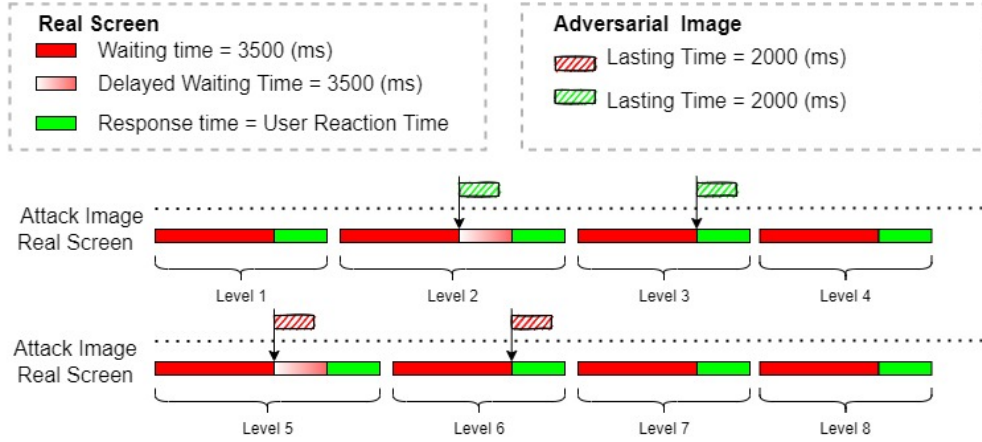 Real Screen
Waiting time = 3500 (ms)
Delayed Waiting Time = 3500 (ms)
Response time = User Reaction Time
Adversarial Image
Lasting Time = 2000 (ms)
Lasting Time = 2000 (ms)
Attack Image
Real Screen
Level 1
Level 2
Level 3
Level 4
Attack Image
Real Screen
Level 5
Level 6
Level 7
Level 8